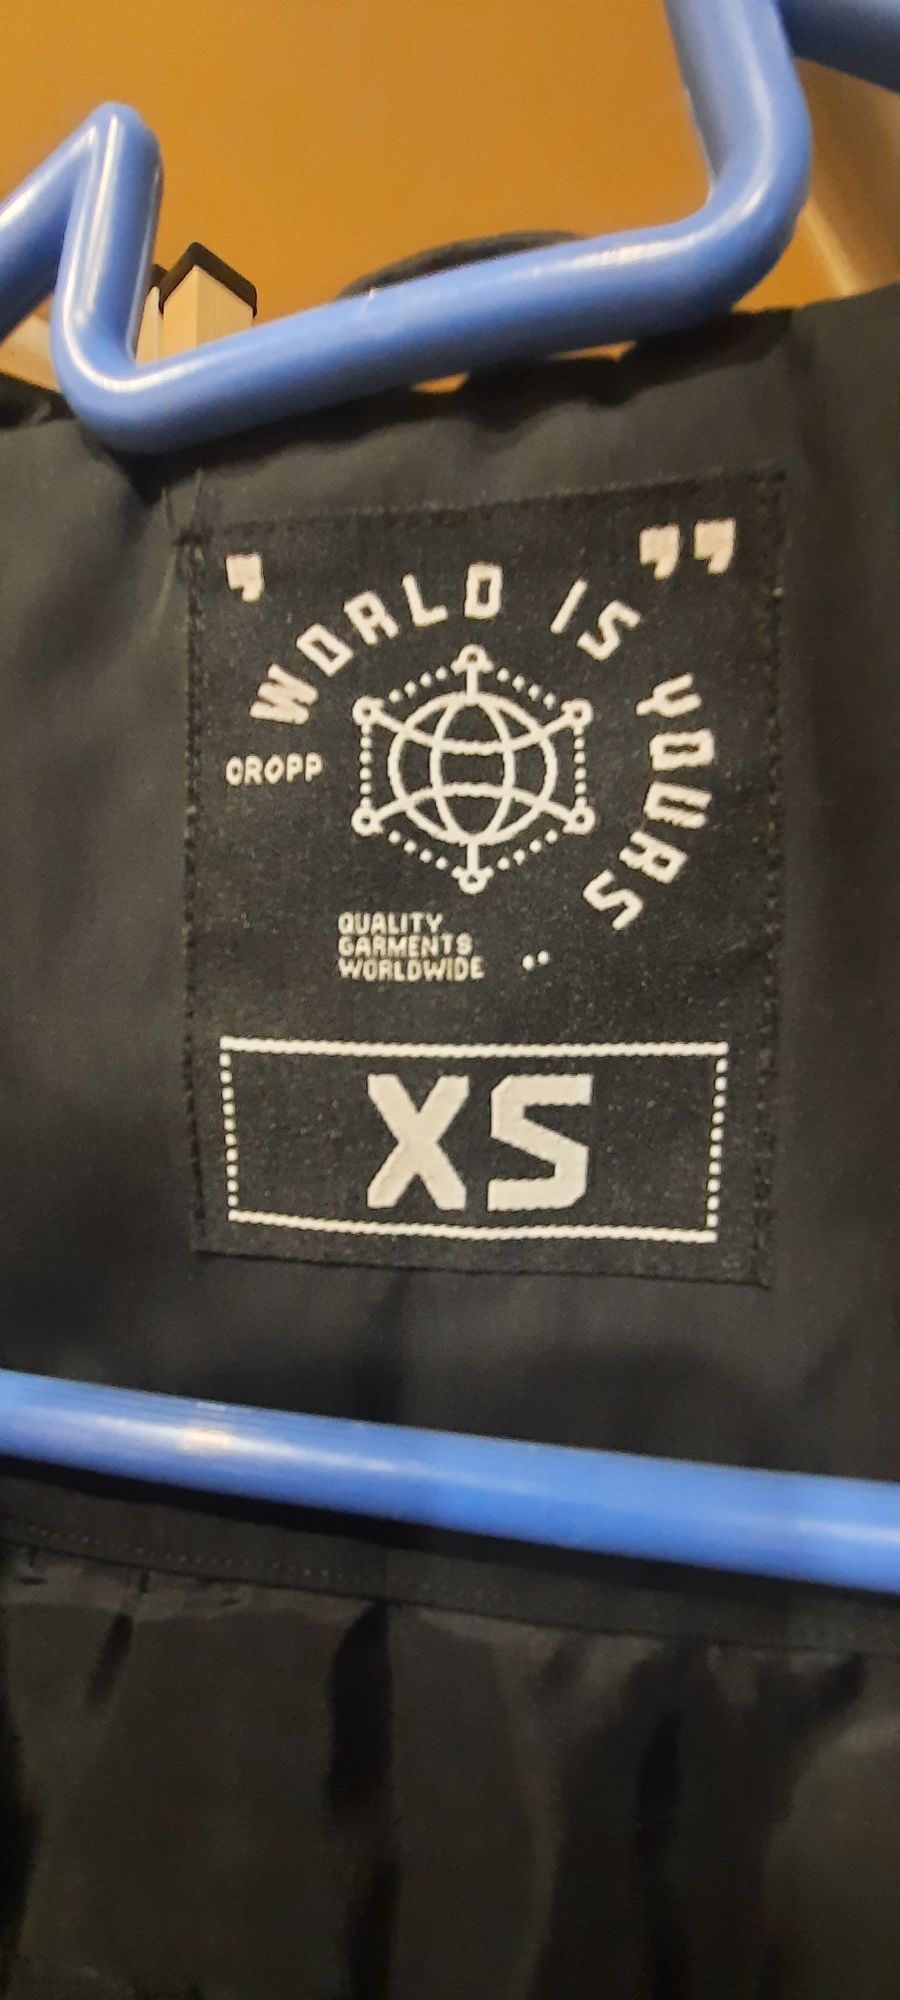 ’ ’’
WORLD IS YOURS
CROPP
QUALITY
GARMENTS
WORLDWIDE ..
XS